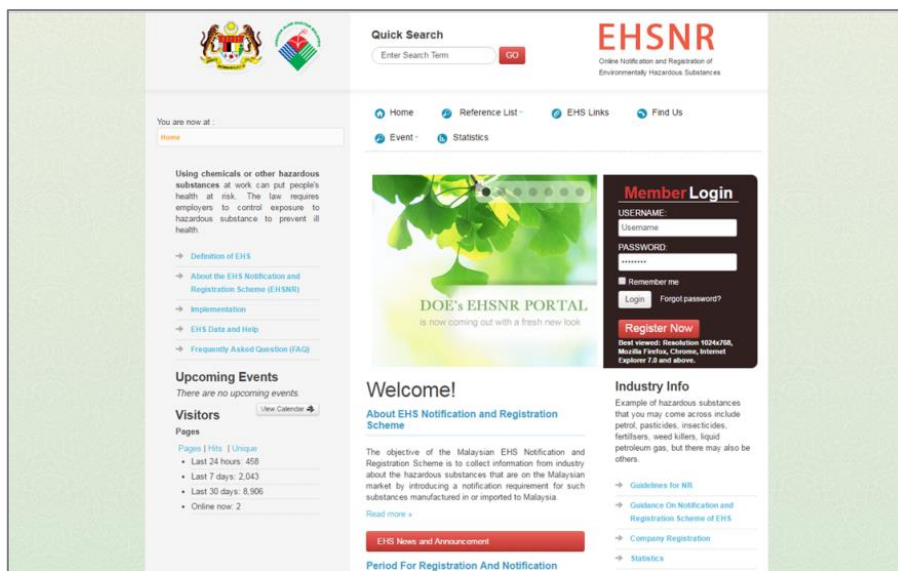 Quick Search
Enter Search Term
GO
EHSNR
Online Notification and Registration of
Environmentally Hazardous Substances
You are now at :
Home
Home
Reference List
EHS Links
Find Us
Event
Statistics
Using chemicals or other hazardous
substances at work can put people's
health at risk. The law requires
employers to control exposure to
hazardous substance to prevent ill
health.
Definition of EHS
About the EHS Notification and
Registration Scheme (EHSNR)
Implementation
EHS Data and Help
Frequently Asked Question (FAQ)
Upcoming Events
There are no upcoming events.
View Calendar
Visitors
Pages
Pages | Hits | Unique
Last 24 hours: 458
Last 7 days: 2,043
Last 30 days: 8,906
Online now: 2
DOE's EHSNR PORTAL
is now coming out with a fresh new look
Member Login
USERNAME:
Username
PASSWORD:
Remember me
Login
Forgot password?
Register Now
Best viewed: Resolution 1024x768,
Mozilla Firefox, Chrome, Internet
Explorer 7.0 and above.
Welcome!
About EHS Notification and Registration
Scheme
The objective of the Malaysian EHS Notification and
Registration Scheme is to collect information from industry
about the hazardous substances that are on the Malaysian
market by introducing a notification requirement for such
substances manufactured in or imported to Malaysia.
Read more »
EHS News and Announcement
Period For Registration And Notification
Industry Info
Example of hazardous substances
that you may come across include
petrol, pasticides, insecticides,
fertillsers, weed killers, liquid
petroleum gas, but there may also be
others.
Guidelines for NR
Guidance On Notification and
Registration Scheme of EHS
Company Registration
Statistics